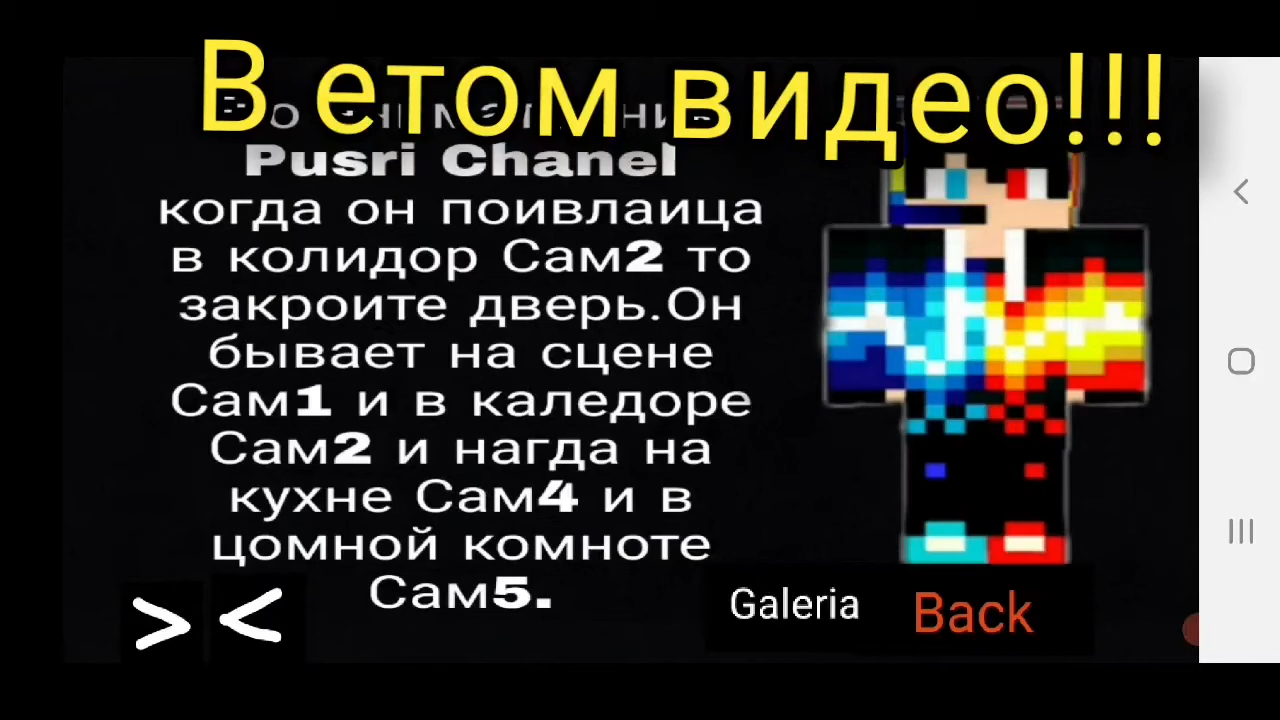 В етом видео!!!
Pusri Chanel
когда он поивлаица
в колидор Сам2 то
закроите дверь.Он
бывает на сцене
Сам1 и в каледоре
Сам2 и нагда на
кухне Сам4 и в
цомной комноте
Сам5.
> <
Galeria
Back